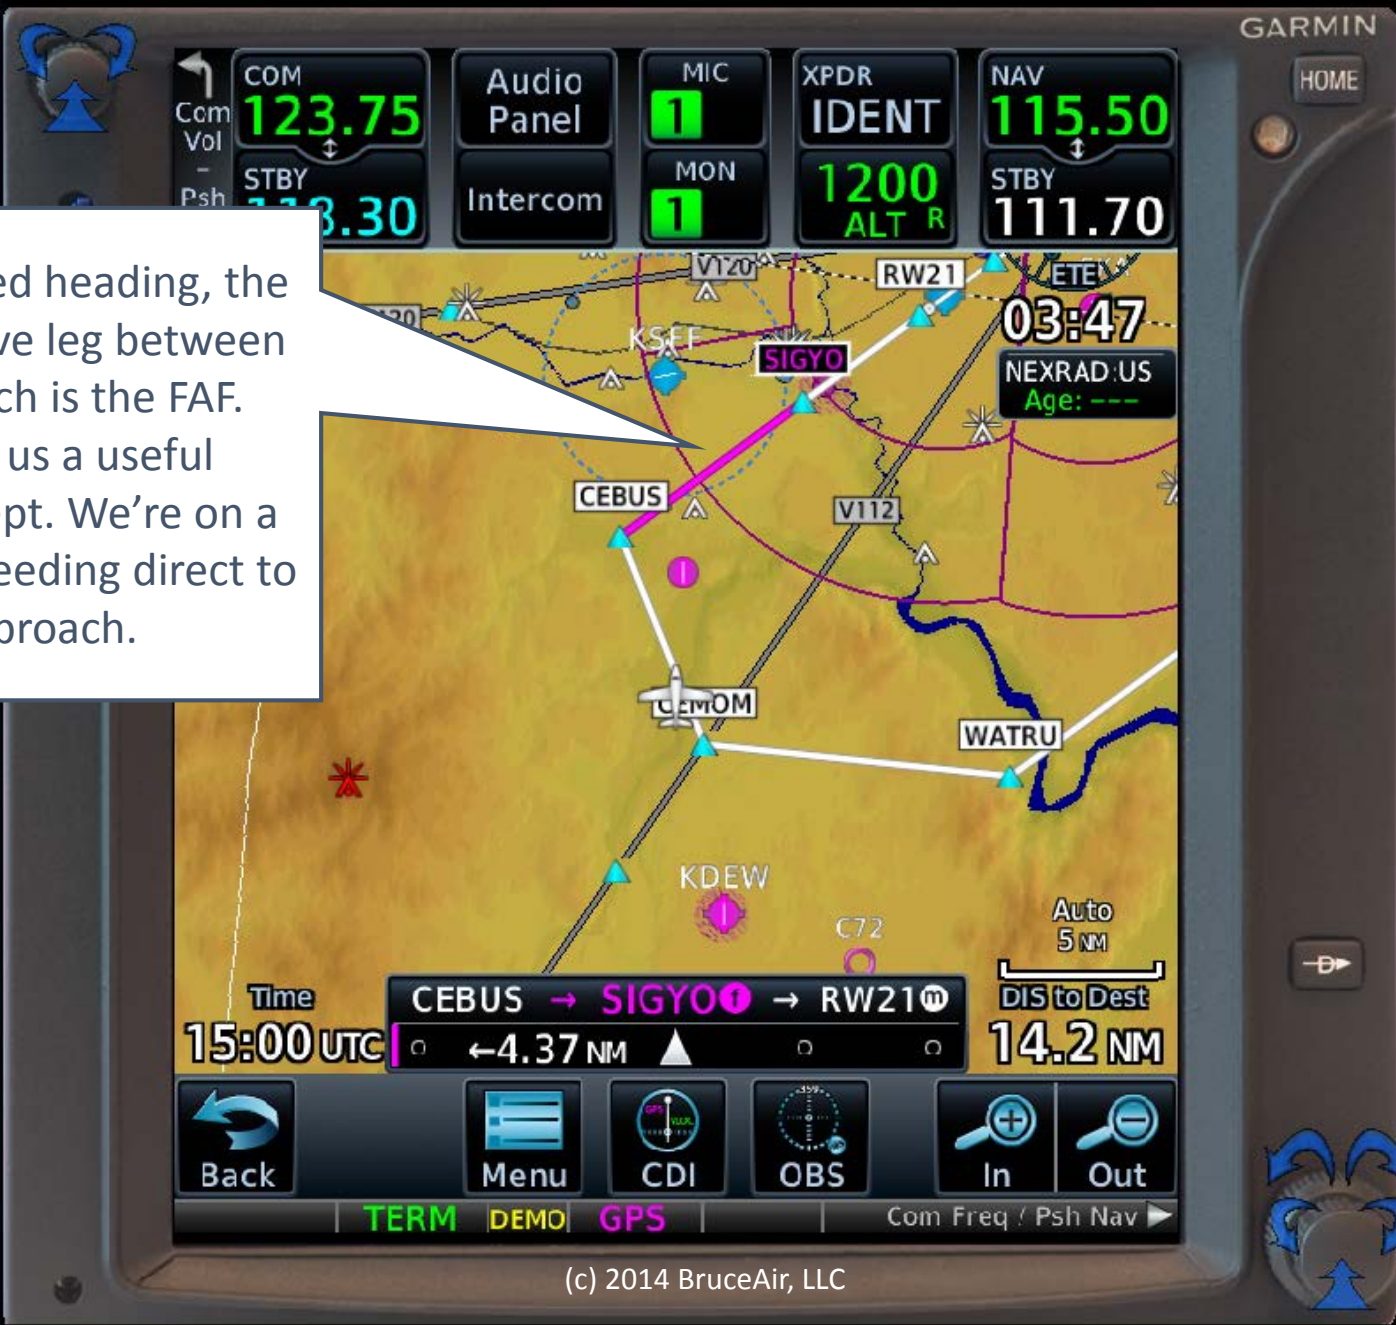 GARMIN
HOME
Com
Vol
-
Psh
COM
123.75
STBY
Audio
Panel
Intercom
MIC
1
MON
1
XPDR
IDENT
1200
ALT R
NAV
115.50
STBY
111.70
ed heading, the
ve leg between
ch is the FAF.
us a useful
pt. We’re on a
eeding direct to
proach.
V120
RW21
ETE
03:47
KSFF
SIGYO
NEXRAD:US
Age: ---
CEBUS
V112
CEMOM
WATRU
KDEW
C72
Auto
5 NM
Time
15:00 UTC
CEBUS → SIGYO f → RW21 m
←4.37 NM
DIS to Dest
14.2 NM
Back
Menu
GPS
VLOC
CDI
359
OBS
In
Out
TERM DEMO GPS
Com Freq / Psh Nav
D
(c) 2014 BruceAir, LLC